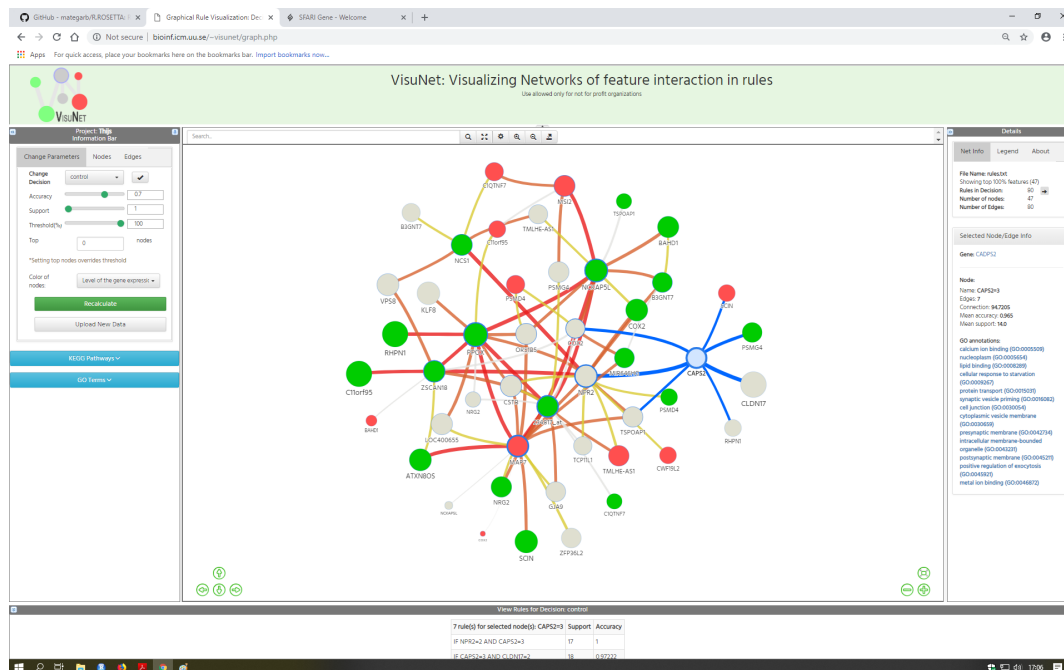 GitHub - mategarb/R.ROSETTA: R
Graphical Rule Visualization: Dec
SFARI Gene - Welcome
Not secure | bioinf.icm.uu.se/~visunet/graph.php
Apps For quick access, place your bookmarks here on the bookmarks bar. Import bookmarks now...
VISUNET
VisuNet: Visualizing Networks of feature interaction in rules
Use allowed only for not for profit organizations
Project: Thijs
Information Bar
Change Parameters Nodes Edges
Change Decision control
Accuracy 0.7
Support 1
Threshold(%) 100
Top 0 nodes
*Setting top nodes overrides threshold
Color of nodes: Level of the gene expressi
Recalculate
Upload New Data
KEGG Pathways
GO Terms
Search..
C1QTNF7
MSI2
TSPOAP1
B3GNT7
C11orf95
TMLHE-AS1
BAHD1
NCS1
PSMG4
VPS8
PSMD4
B3GNT7
SCIN
KLF8
COX2
RHPN1
PSMG4
ZSCAN18
NPR2
CAPS2
C11orf95
CSTB
CLDN17
NRG2
PSMD4
BAHD1
LOC400655
TSPOAP1
RHPN1
MAP7
TCP11L1
ATXN8OS
TMLHE-AS1
CWF19L2
NRG2
GJA9
C1QTNF7
SCIN
ZFP36L2
Details
Net Info Legend About
File Name: rules.txt
Showing top 100% features (47)
Rules in Decision: 80
Number of nodes: 47
Number of Edges: 80
Selected Node/Edge Info
Gene: CADPS2
Node:
Name: CAPS2=3
Edges: 7
Connection: 94.7205
Mean accuracy: 0.965
Mean support: 14.0
GO annotations:
calcium ion binding (GO:0005509)
nucleoplasm (GO:0005654)
lipid binding (GO:0008289)
cellular response to starvation
(GO:0009267)
protein transport (GO:0015031)
synaptic vesicle priming (GO:0016082)
cell junction (GO:0030054)
cytoplasmic vesicle membrane
(GO:0030659)
presynaptic membrane (GO:0042734)
intracellular membrane-bounded
organelle (GO:0043231)
postsynaptic membrane (GO:0045211)
positive regulation of exocytosis
(GO:0045921)
metal ion binding (GO:0046872)
View Rules for Decision: control
7 rule(s) for selected node(s): CAPS2=3 Support Accuracy
IF NPR2=2 AND CAPS2=3 17 1
IF CAPS2=3 AND CLDN17=2 18 0.97222
17:06